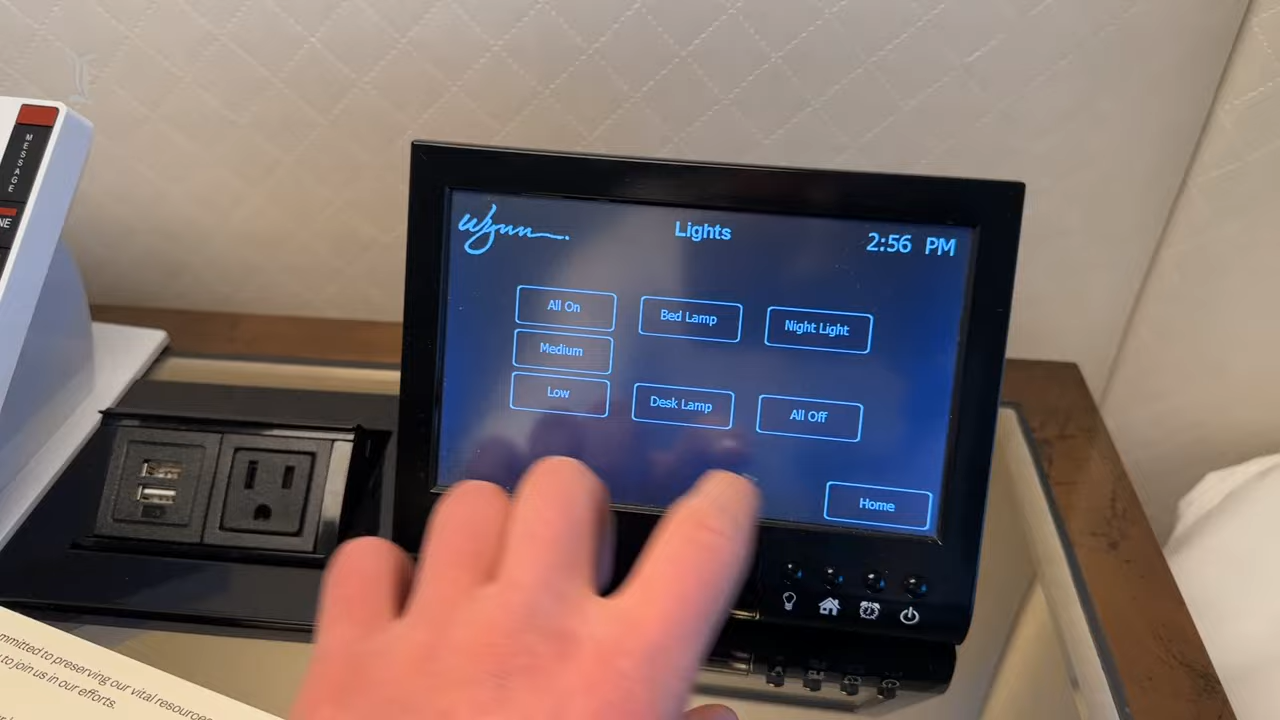 MESSAGE
NE
Wynn
Lights
2:56 PM
All On
Bed Lamp
Night Light
Medium
Low
Desk Lamp
All Off
Home
mmitted to preserving our vital resources
to join us in our efforts.